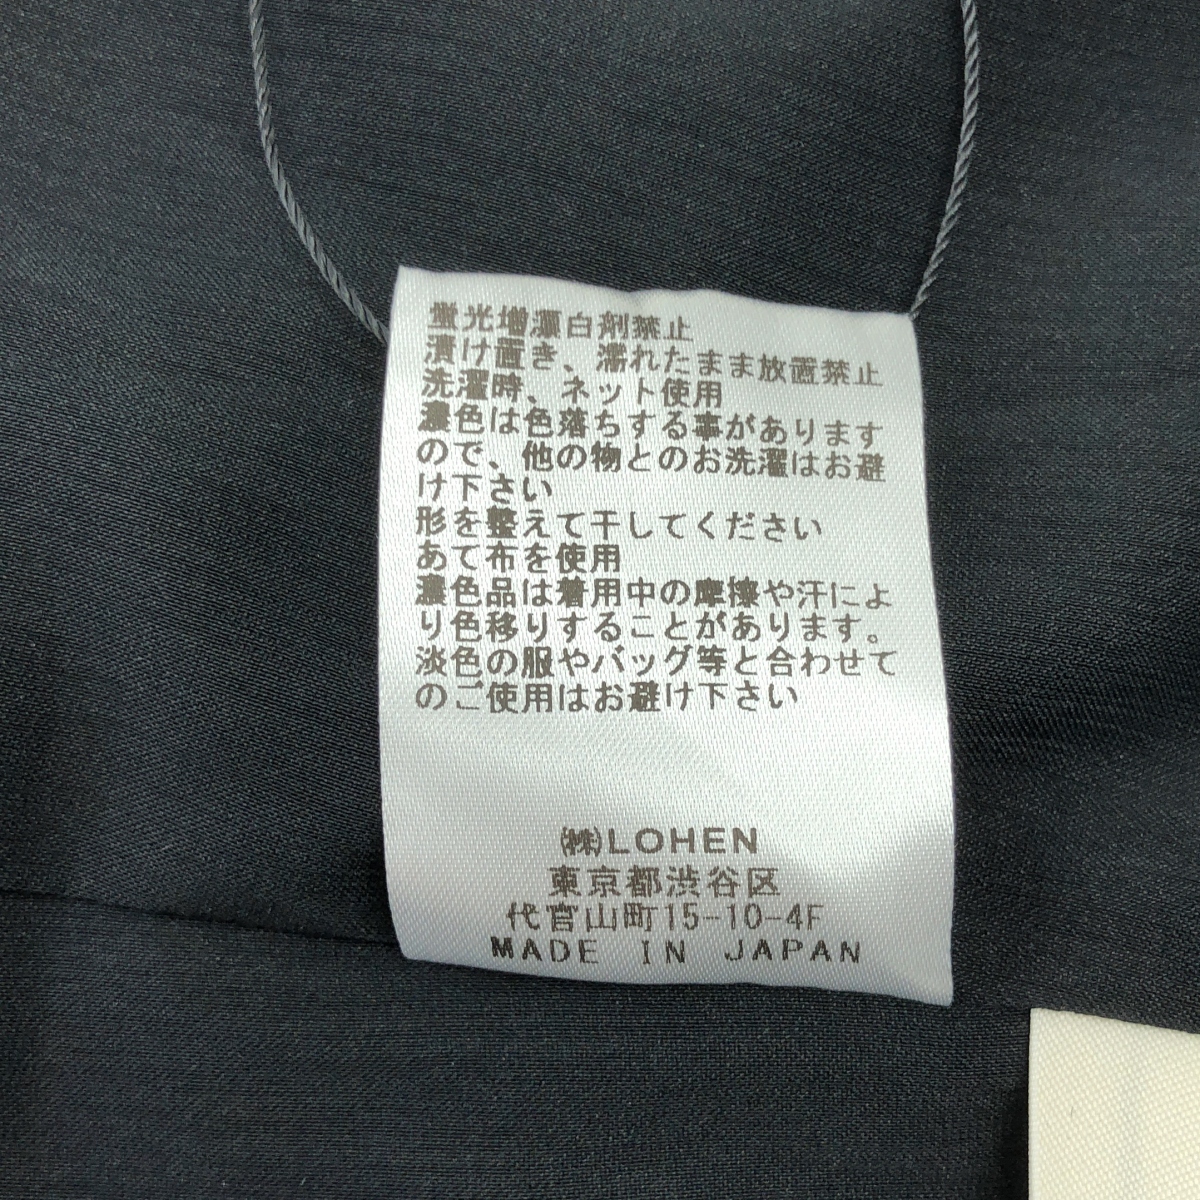 蛍光増漂白剤禁止
漬け置き、濡れたまま放置禁止
洗濯時、ネット使用
濃色は色落ちする事があります
ので、他の物とのお洗濯はお避
け下さい
形を整えて干してください
あて布を使用
濃色品は着用中の摩擦や汗によ
り色移りすることがあります。
淡色の服やバッグ等と合わせて
のご使用はお避け下さい
㈱LOHEN
東京都渋谷区
代官山町15-10-4F
MADE IN JAPAN